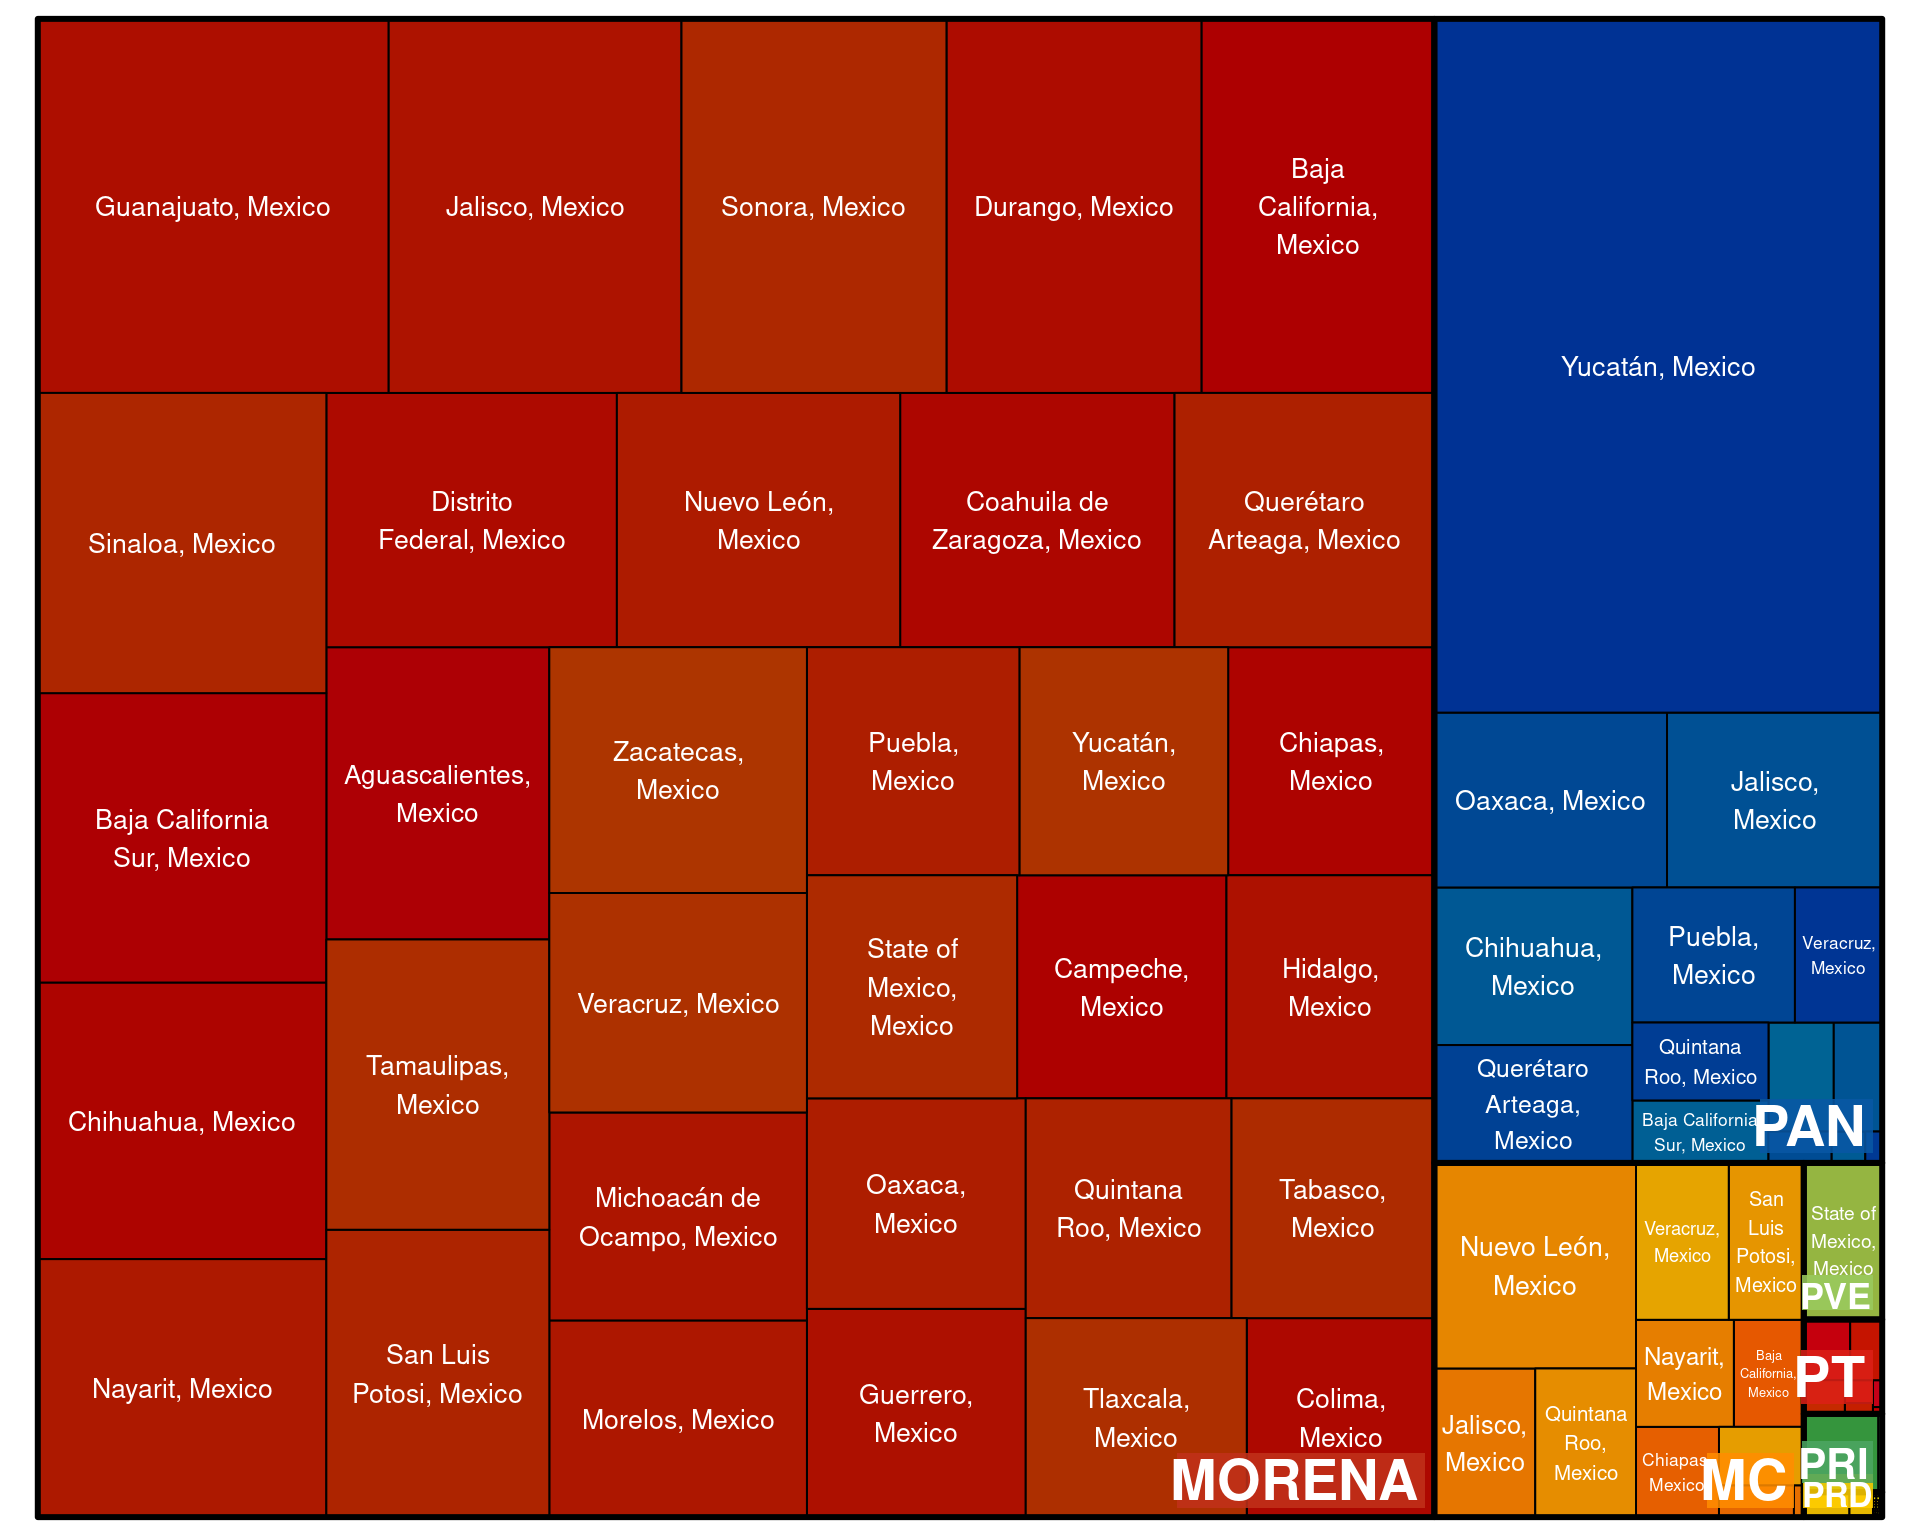 Guanajuato, Mexico
Jalisco, Mexico
Sonora, Mexico
Durango, Mexico
Baja
California,
Mexico
Sinaloa, Mexico
Distrito
Federal, Mexico
Nuevo León,
Mexico
Coahuila de
Zaragoza, Mexico
Querétaro
Arteaga, Mexico
Baja California
Sur, Mexico
Aguascalientes,
Mexico
Zacatecas,
Mexico
Puebla,
Mexico
Yucatán,
Mexico
Chiapas,
Mexico
Chihuahua, Mexico
Tamaulipas,
Mexico
Veracruz, Mexico
State of
Mexico,
Mexico
Campeche,
Mexico
Hidalgo,
Mexico
Nayarit, Mexico
San Luis
Potosi, Mexico
Michoacán de
Ocampo, Mexico
Morelos, Mexico
Oaxaca,
Mexico
Quintana
Roo, Mexico
Tabasco,
Mexico
Guerrero,
Mexico
Tlaxcala,
Mexico
Colima,
Mexico
MORENA
Yucatán, Mexico
Oaxaca, Mexico
Jalisco,
Mexico
Chihuahua,
Mexico
Puebla,
Mexico
Veracruz,
Mexico
Querétaro
Arteaga,
Mexico
Quintana
Roo, Mexico
Baja California
Sur, Mexico
PAN
Nuevo León,
Mexico
Veracruz,
Mexico
San
Luis
Potosi,
Mexico
Jalisco,
Mexico
Quintana
Roo,
Mexico
Nayarit,
Mexico
Baja
California,
Mexico
Chiapas
Mexico
MC
State of
Mexico,
Mexico
PVE
PT
PRI
PRD